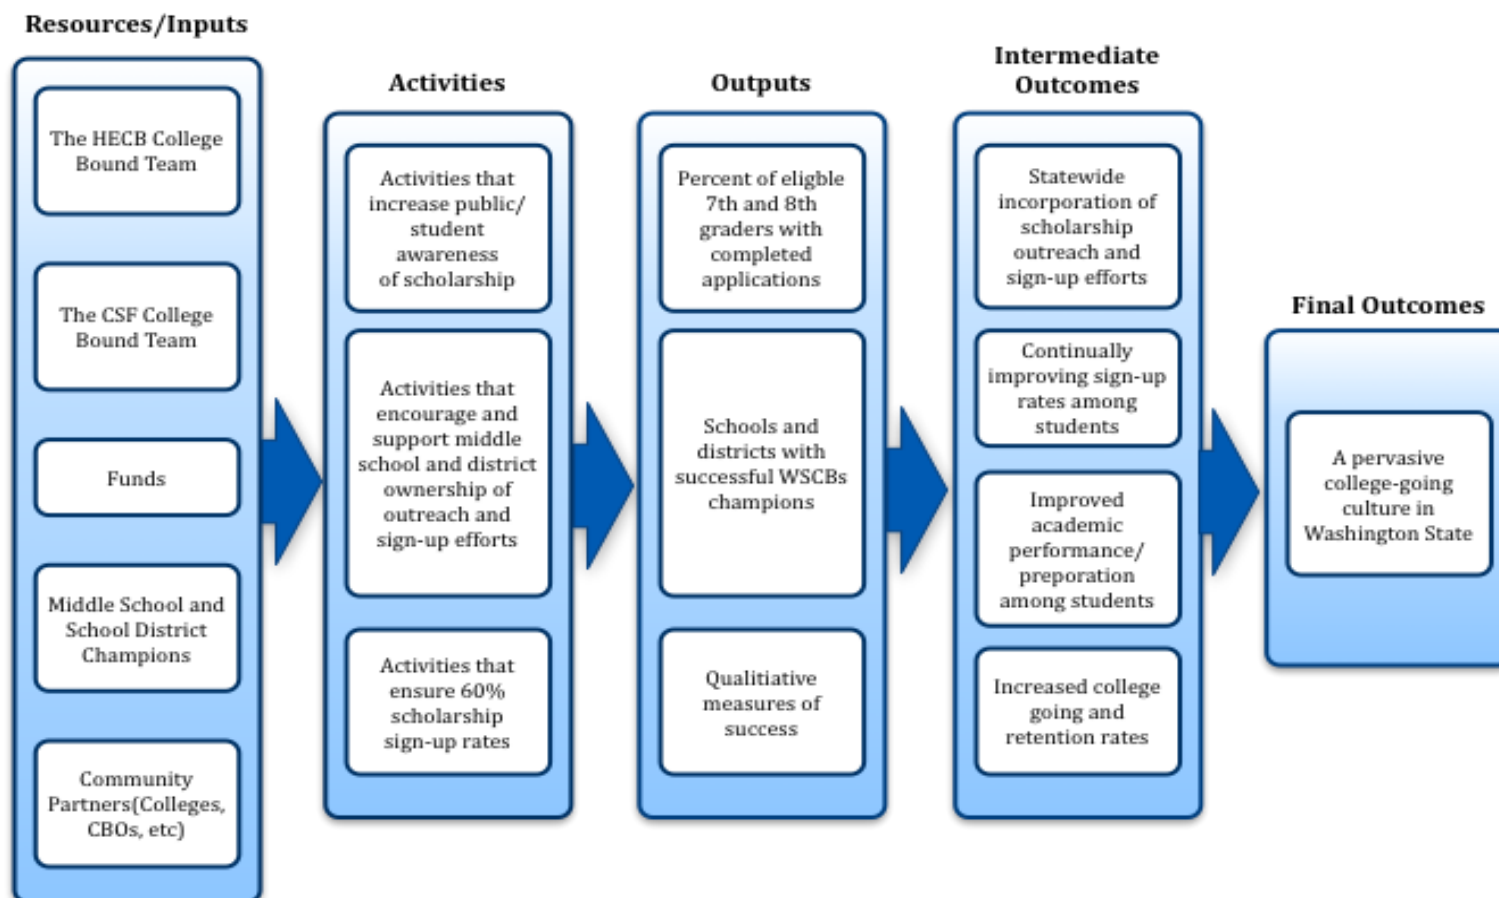 Resources/Inputs
The HECB College
Bound Team
The CSF College
Bound Team
Funds
Middle School and
School District
Champions
Community
Partners(Colleges,
CBOs, etc)
Activities
Activities that
increase public/
student
awareness
of scholarship
Activities that
encourage and
support middle
school and district
ownership of
outreach and
sign-up efforts
Activities that
ensure 60%
scholarship
sign-up rates
Outputs
Percent of eligble
7th and 8th
graders with
completed
applications
Schools and
districts with
successful WSCBs
champions
Qualitiative
measures of
success
Intermediate
Outcomes
Statewide
incorporation of
scholarship
outreach and
sign-up efforts
Continually
improving sign-up
rates among
students
Improved
academic
performance/
preporation
among students
Increased college
going and
retention rates
Final Outcomes
A pervasive
college-going
culture in
Washington State